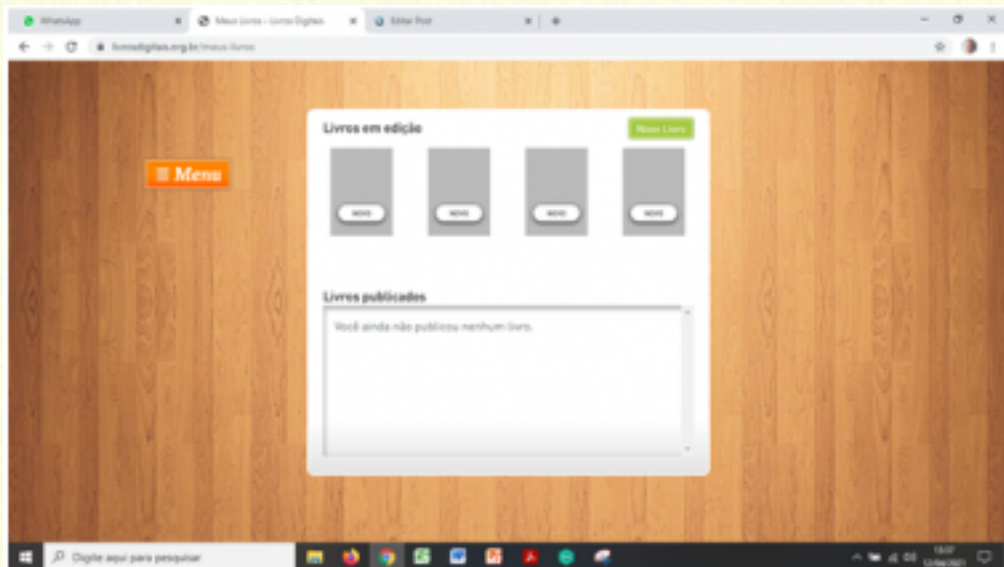 WhatsApp
Meus Livros - Livros Digitais
Editar Post
livrosdigitais.org.br/meus-livros
Livros em edição
Novo Livro
Menu
NOVO
NOVO
NOVO
NOVO
Livros publicados
Você ainda não publicou nenhum livro.
Digite aqui para pesquisar